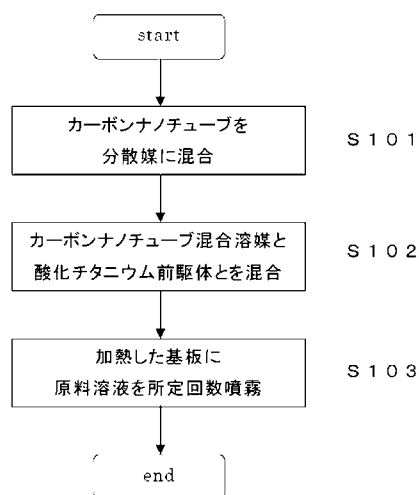 start
カーボンナノチューブを
分散媒に混合
S101
カーボンナノチューブ混合溶媒と
酸化チタニウム前駆体とを混合
S102
加熱した基板に
原料溶液を所定回数噴霧
S103
end